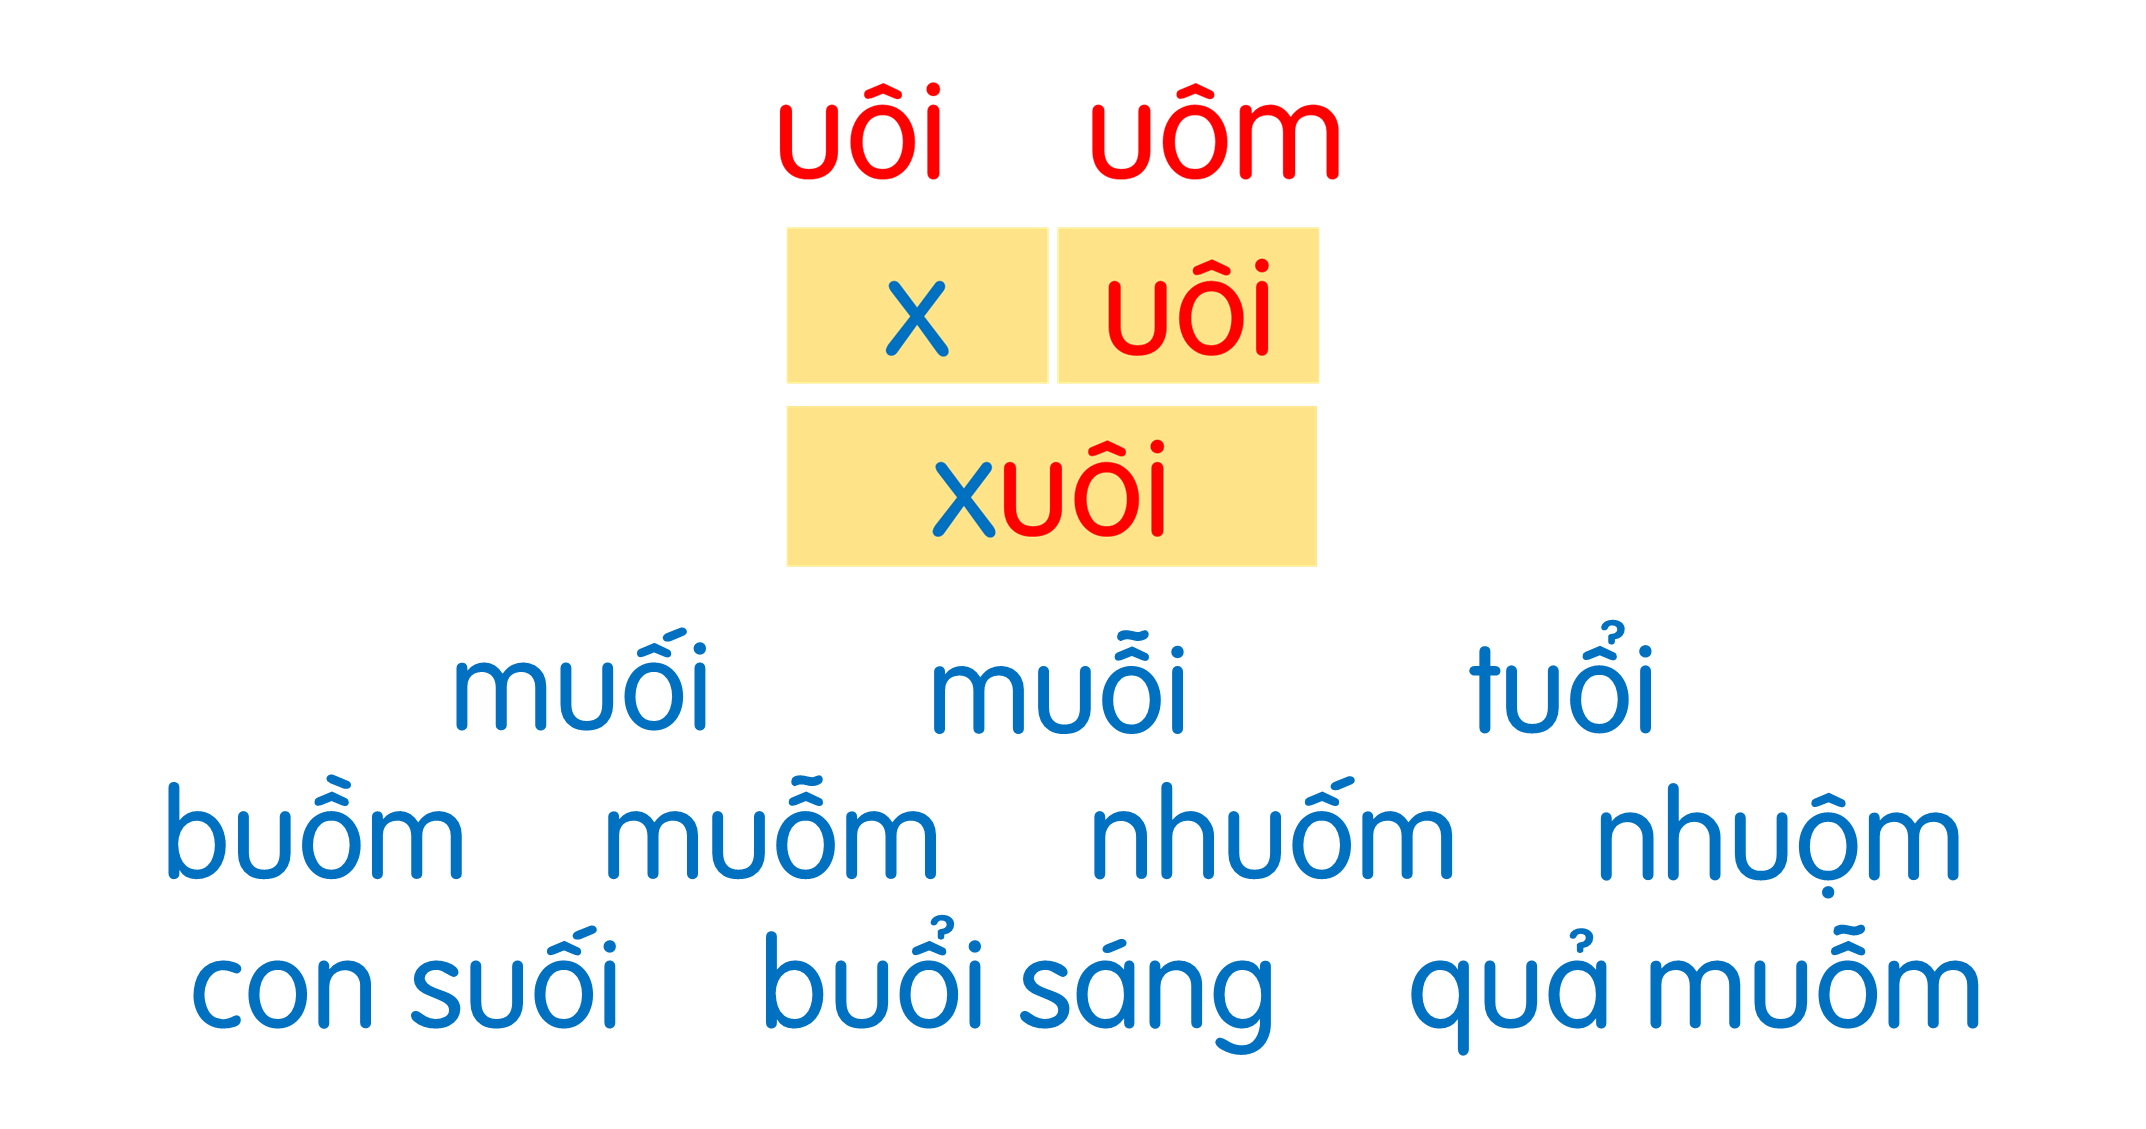 uôi uôm
x uôi
xuôi
muối muỗi tuổi
buồm muỗm nhuốm nhuộm
con suối buổi sáng quả muỗm